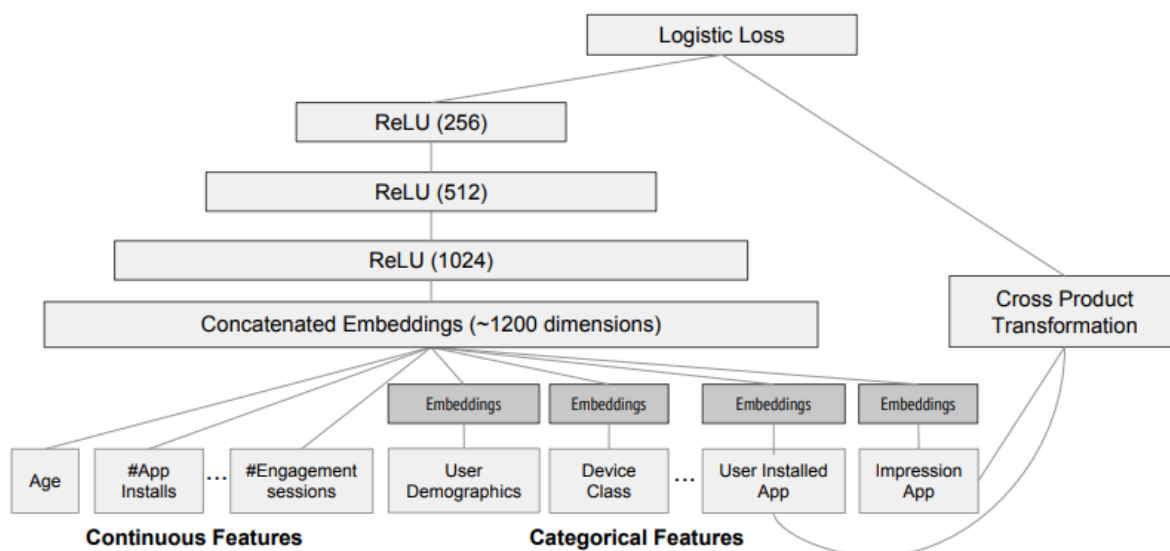 Logistic Loss
ReLU (256)
ReLU (512)
ReLU (1024)
Concatenated Embeddings (~1200 dimensions)
Cross Product
Transformation
Embeddings
Embeddings
Embeddings
Embeddings
Age
#App
Installs
...
#Engagement
sessions
User
Demographics
Device
Class
...
User Installed
App
Impression
App
Continuous Features
Categorical Features